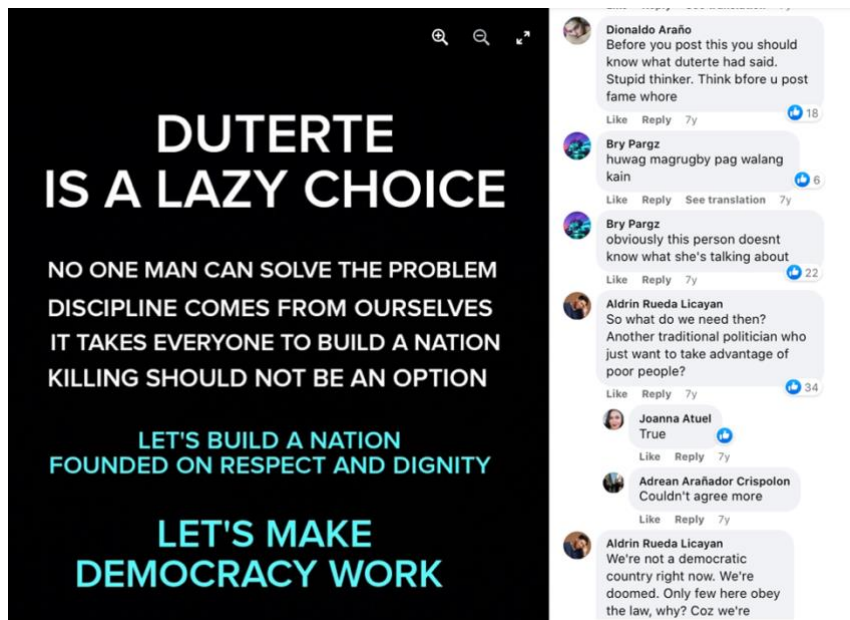 DUTERTE
IS A LAZY CHOICE
NO ONE MAN CAN SOLVE THE PROBLEM
DISCIPLINE COMES FROM OURSELVES
IT TAKES EVERYONE TO BUILD A NATION
KILLING SHOULD NOT BE AN OPTION
LET'S BUILD A NATION
FOUNDED ON RESPECT AND DIGNITY
LET'S MAKE
DEMOCRACY WORK
Dionaldo Araño
Before you post this you should
know what duterte had said.
Stupid thinker. Think bfore u post
fame whore
18
Like Reply 7y
Bry Pargz
huwag magrugby pag walang
kain
6
Like Reply See translation 7y
Bry Pargz
obviously this person doesnt
know what she's talking about
22
Like Reply 7y
Aldrin Rueda Licayan
So what do we need then?
Another traditional politician who
just want to take advantage of
poor people?
34
Like Reply 7y
Joanna Atuel
True
Like Reply 7y
Adrean Arañador Crispolon
Couldn't agree more
Like Reply 7y
Aldrin Rueda Licayan
We're not a democratic
country right now. We're
doomed. Only few here obey
the law, why? Coz we're